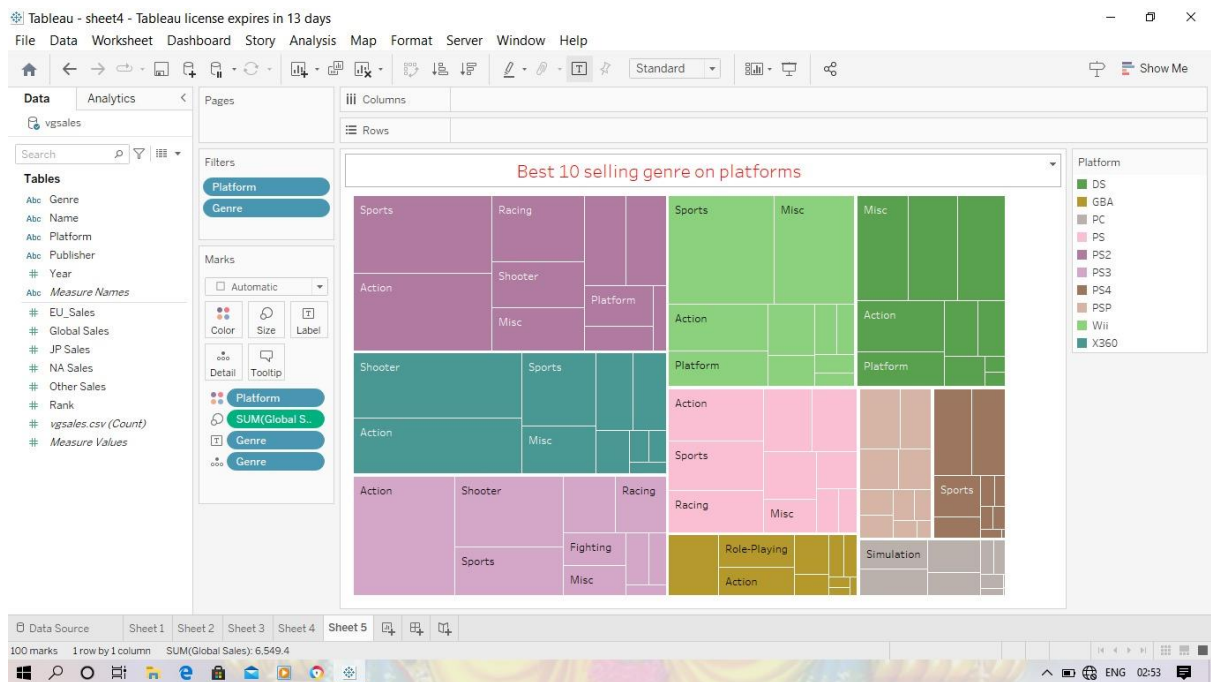 Tableau - sheet4 - Tableau license expires in 13 days
File Data Worksheet Dashboard Story Analysis Map Format Server Window Help
Standard
Show Me
Data Analytics
vgsales
Search
Tables
Abc Genre
Abc Name
Abc Platform
Abc Publisher
# Year
Abc Measure Names
# EU_Sales
# Global Sales
# JP Sales
# NA Sales
# Other Sales
# Rank
# vgsales.csv (Count)
# Measure Values
Pages
Filters
Platform
Genre
Marks
Automatic
Color Size Label
Detail Tooltip
Platform
SUM(Global S..
Genre
Genre
Columns
Rows
Best 10 selling genre on platforms
Sports Racing
Action Shooter Platform
Misc
Shooter Sports
Action Misc
Action Shooter Racing
Sports Fighting
Misc
Sports Misc
Action
Platform
Misc
Action
Platform
Action
Sports
Racing Misc
Sports
Role-Playing
Action
Simulation
Platform
DS
GBA
PC
PS
PS2
PS3
PS4
PSP
Wii
X360
Data Source Sheet 1 Sheet 2 Sheet 3 Sheet 4 Sheet 5
100 marks 1 row by 1 column SUM(Global Sales): 6,549.4
ENG 02:53